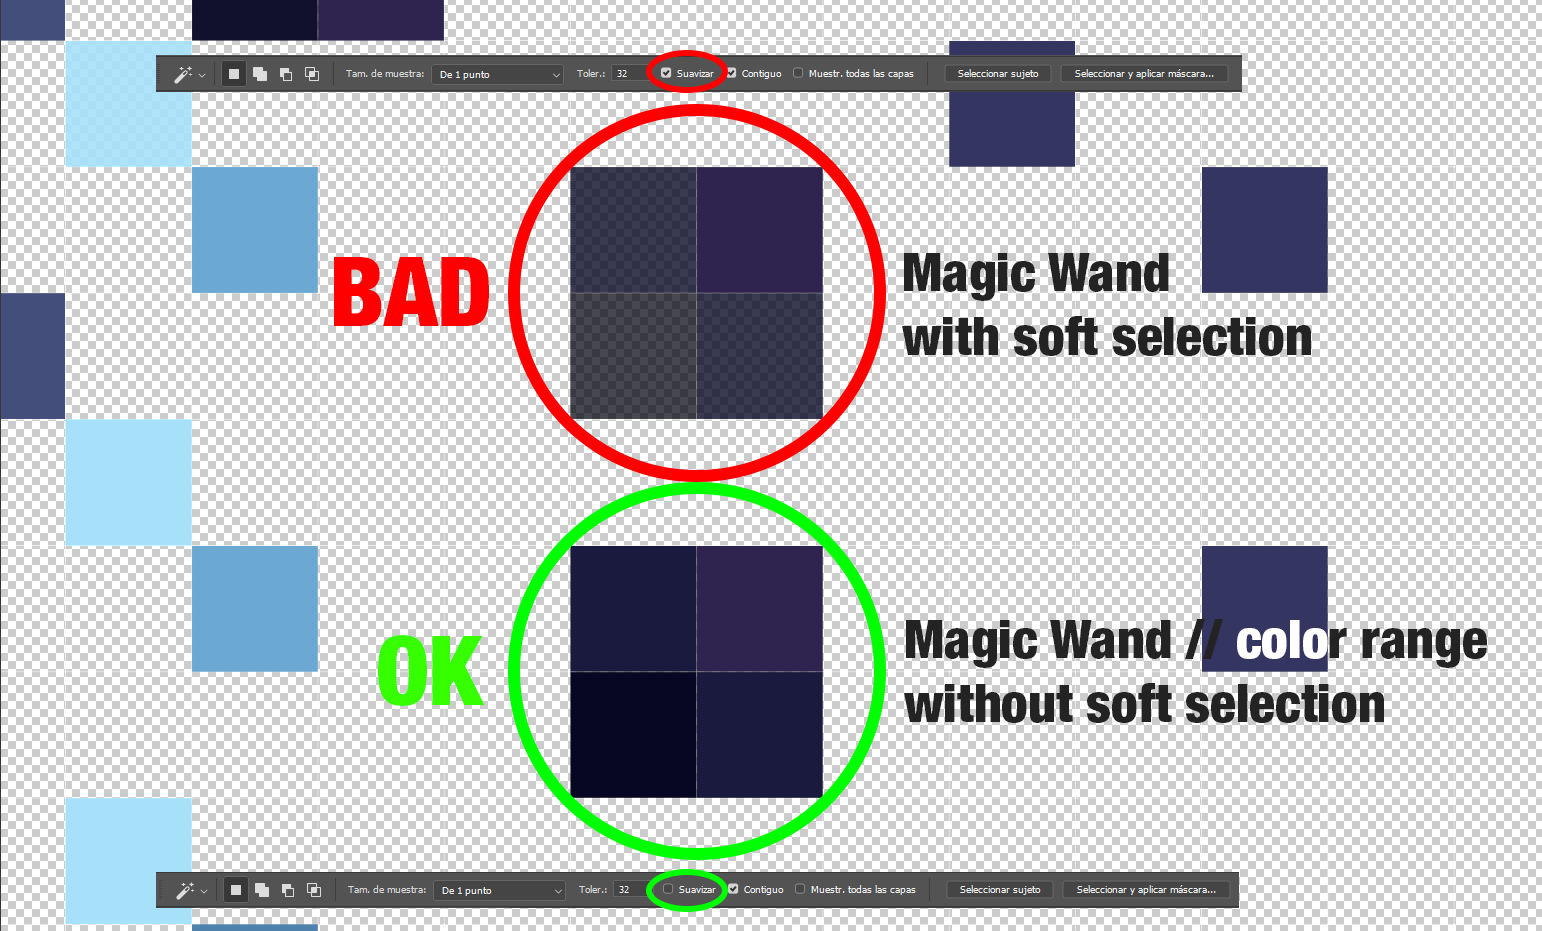 Tam. de muestra: De 1 punto Toler.: 32 Suavizar Contiguo Muestr. todas las capas Seleccionar sujeto Seleccionar y aplicar máscara...
BAD
Magic Wand
with soft selection
OK
Magic Wand // color range
without soft selection
Tam. de muestra: De 1 punto Toler.: 32 Suavizar Contiguo Muestr. todas las capas Seleccionar sujeto Seleccionar y aplicar máscara...